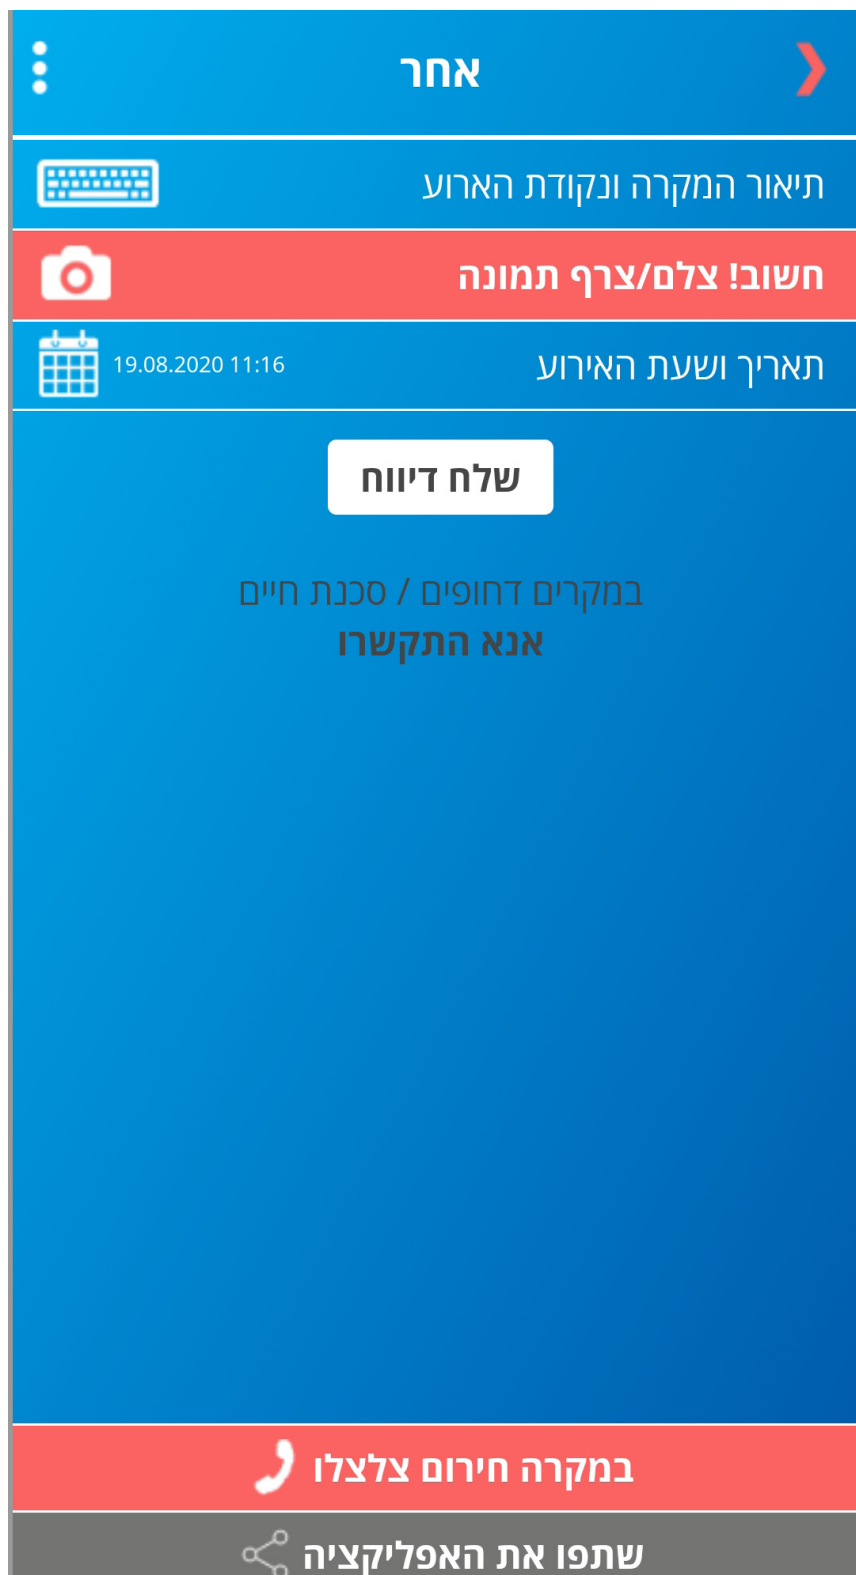 אחר
תיאור המקרה ונקודת הארוע
חשוב! צלם/צרף תמונה
תאריך ושעת האירוע 19.08.2020 11:16
שלח דיווח
במקרים דחופים / סכנת חיים
אנא התקשרו
במקרה חירום צלצלו
שתפו את האפליקציה